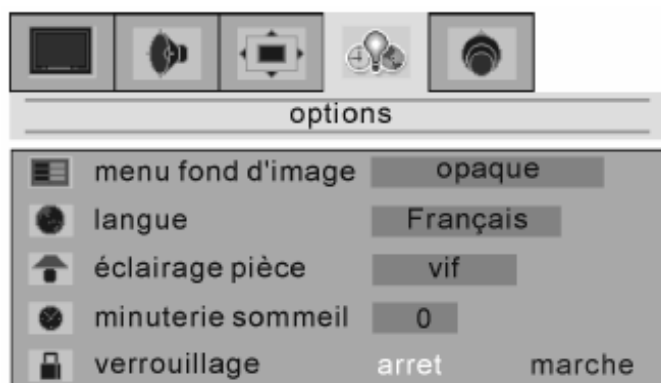 options
menu fond d'image opaque
langue Français
éclairage pièce vif
minuterie sommeil 0
verrouillage arret marche